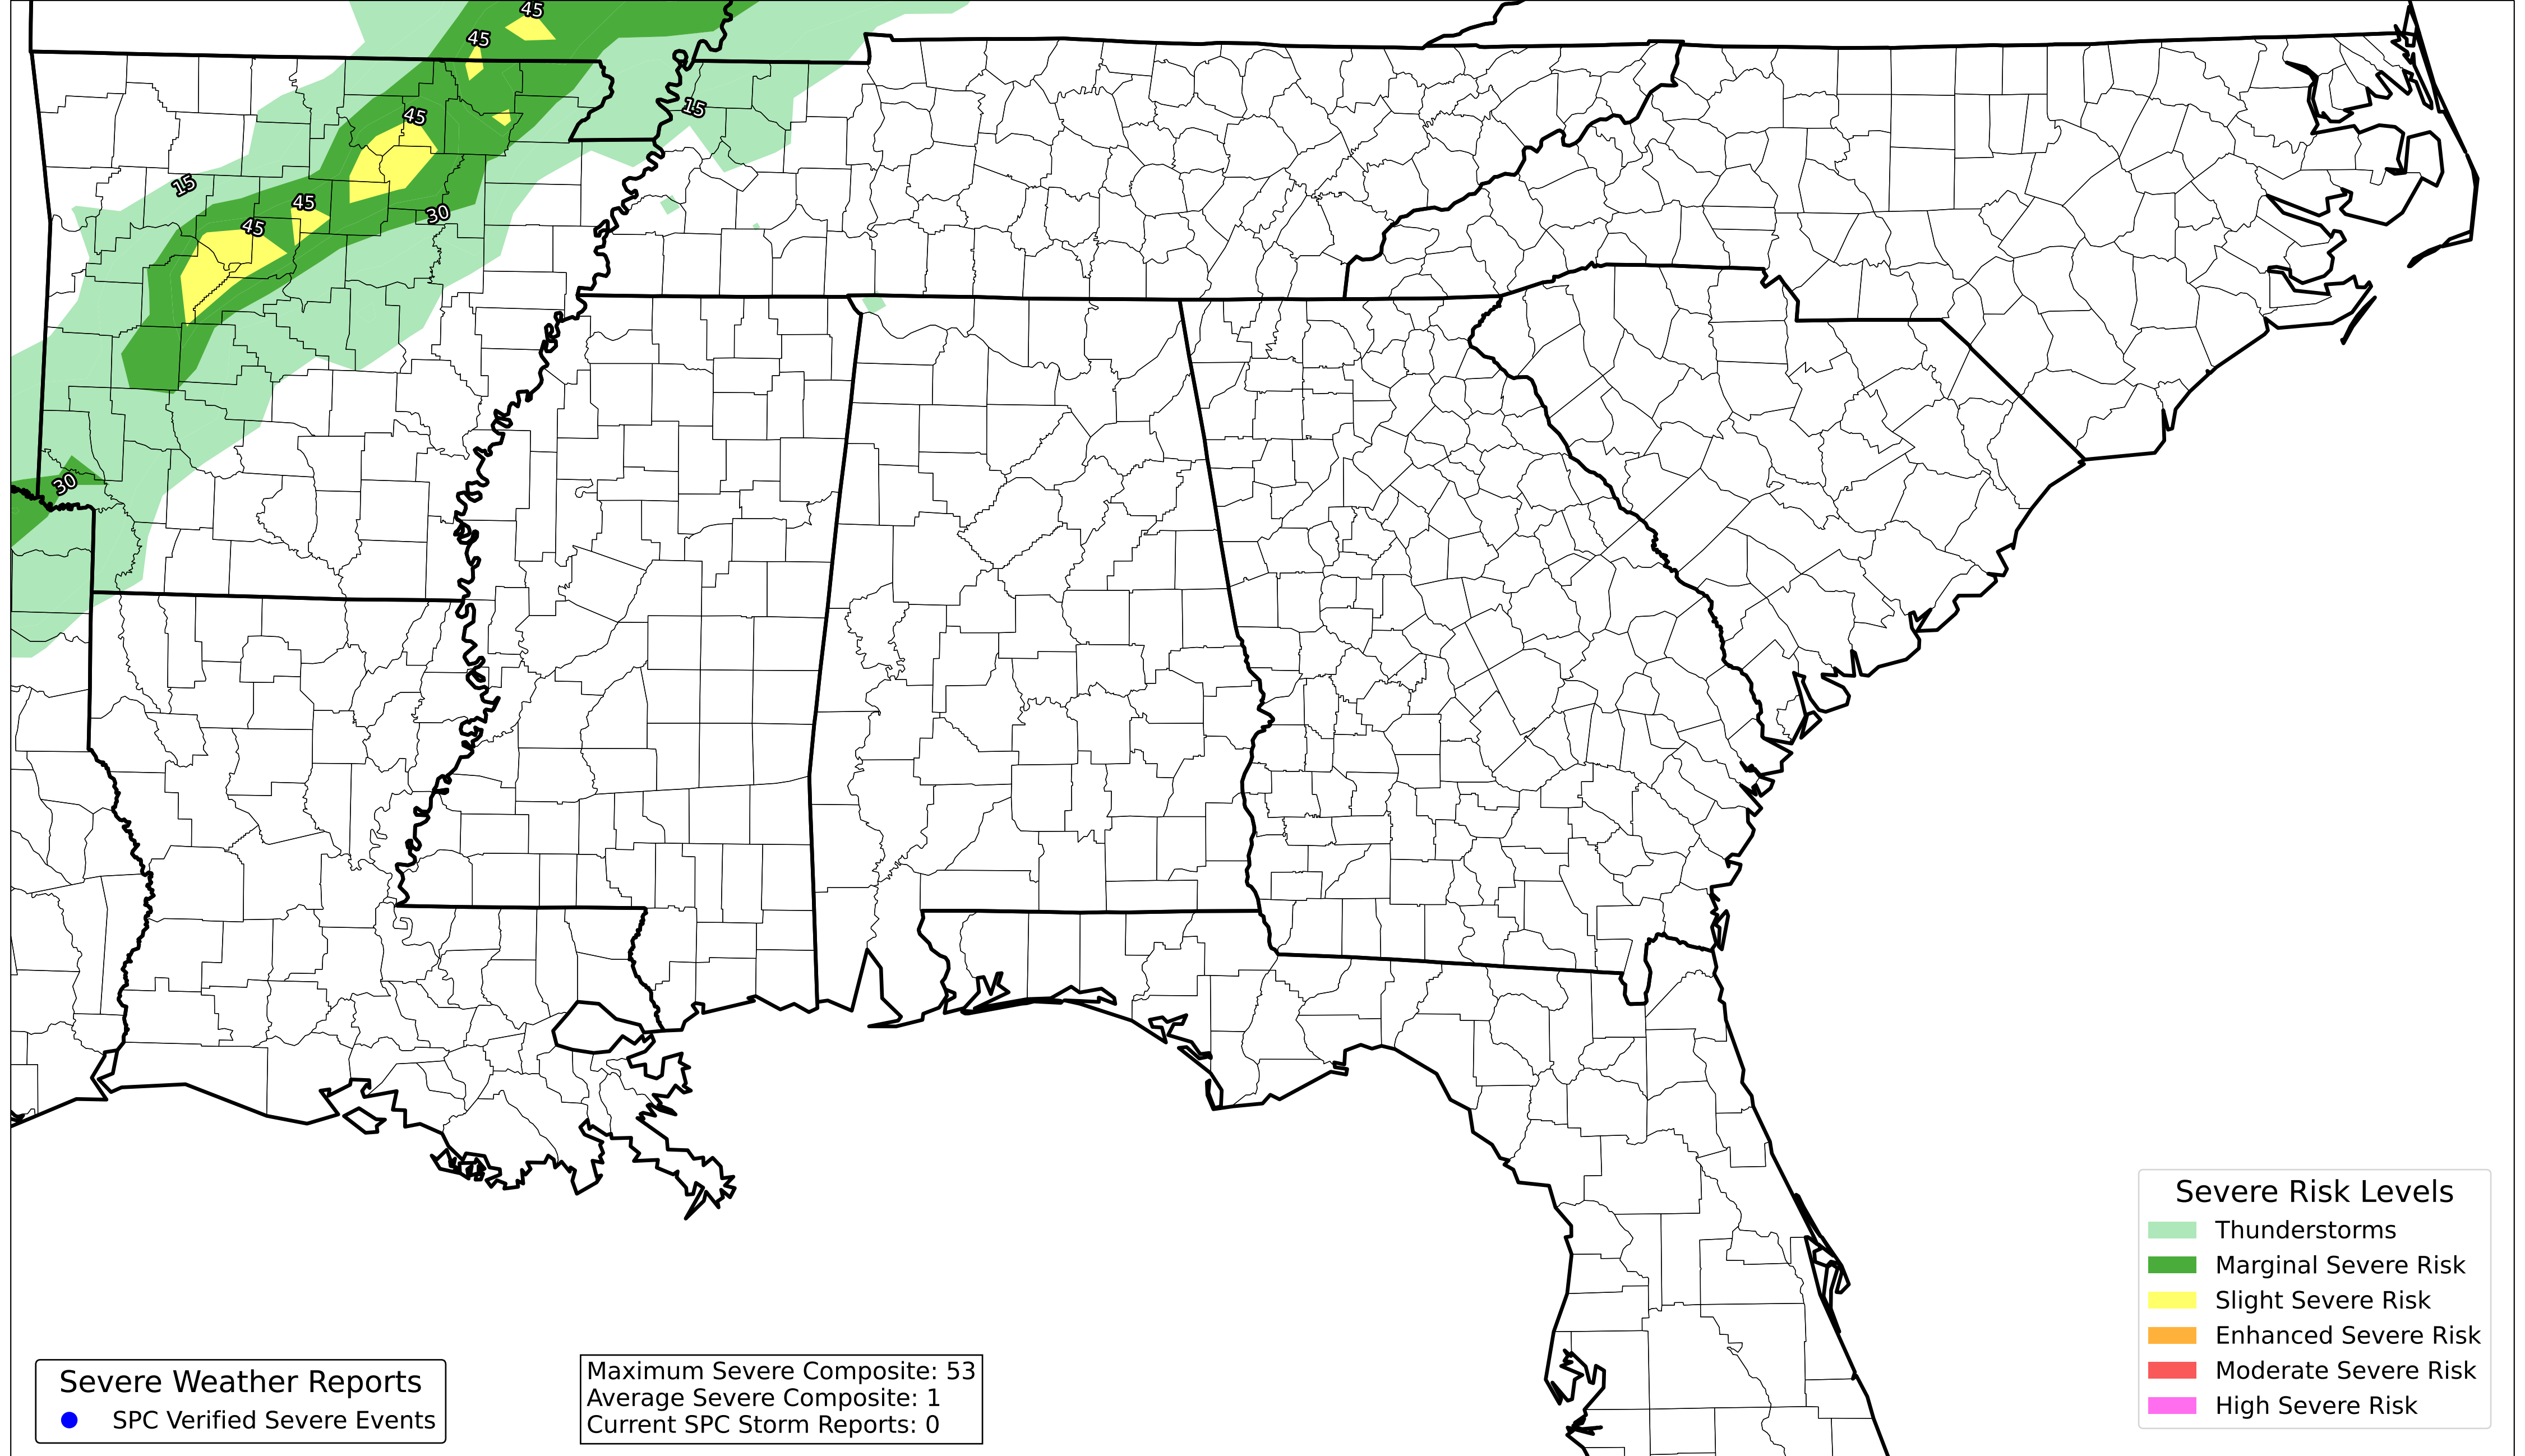 45
45
15
45
15
45
30
45
30
Severe Risk Levels
Thunderstorms
Marginal Severe Risk
Slight Severe Risk
Enhanced Severe Risk
Moderate Severe Risk
High Severe Risk
Severe Weather Reports
SPC Verified Severe Events
Maximum Severe Composite: 53
Average Severe Composite: 1
Current SPC Storm Reports: 0